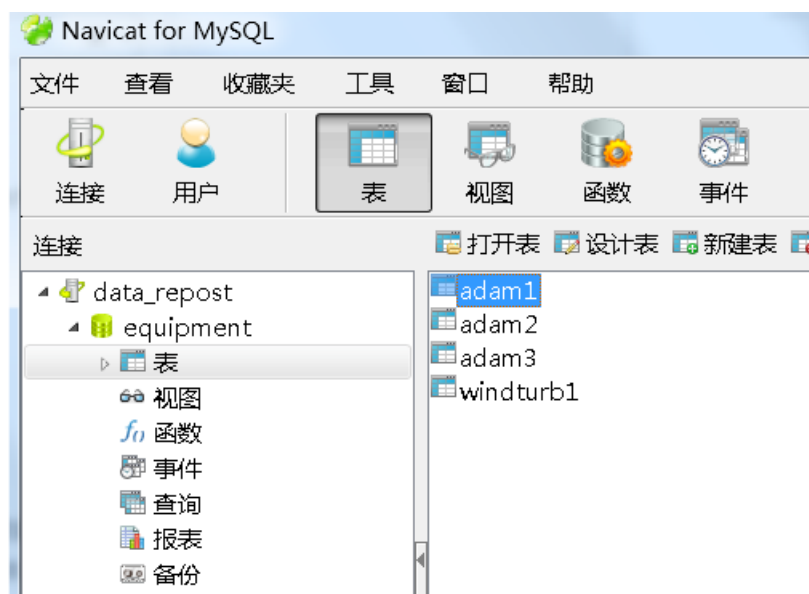 Navicat for MySQL
文件 查看 收藏夹 工具 窗口 帮助
连接 用户 表 视图 函数 事件
连接 打开表 设计表 新建表
data_repost
equipment
表
视图
函数
事件
查询
报表
备份
adam1
adam2
adam3
windturb1